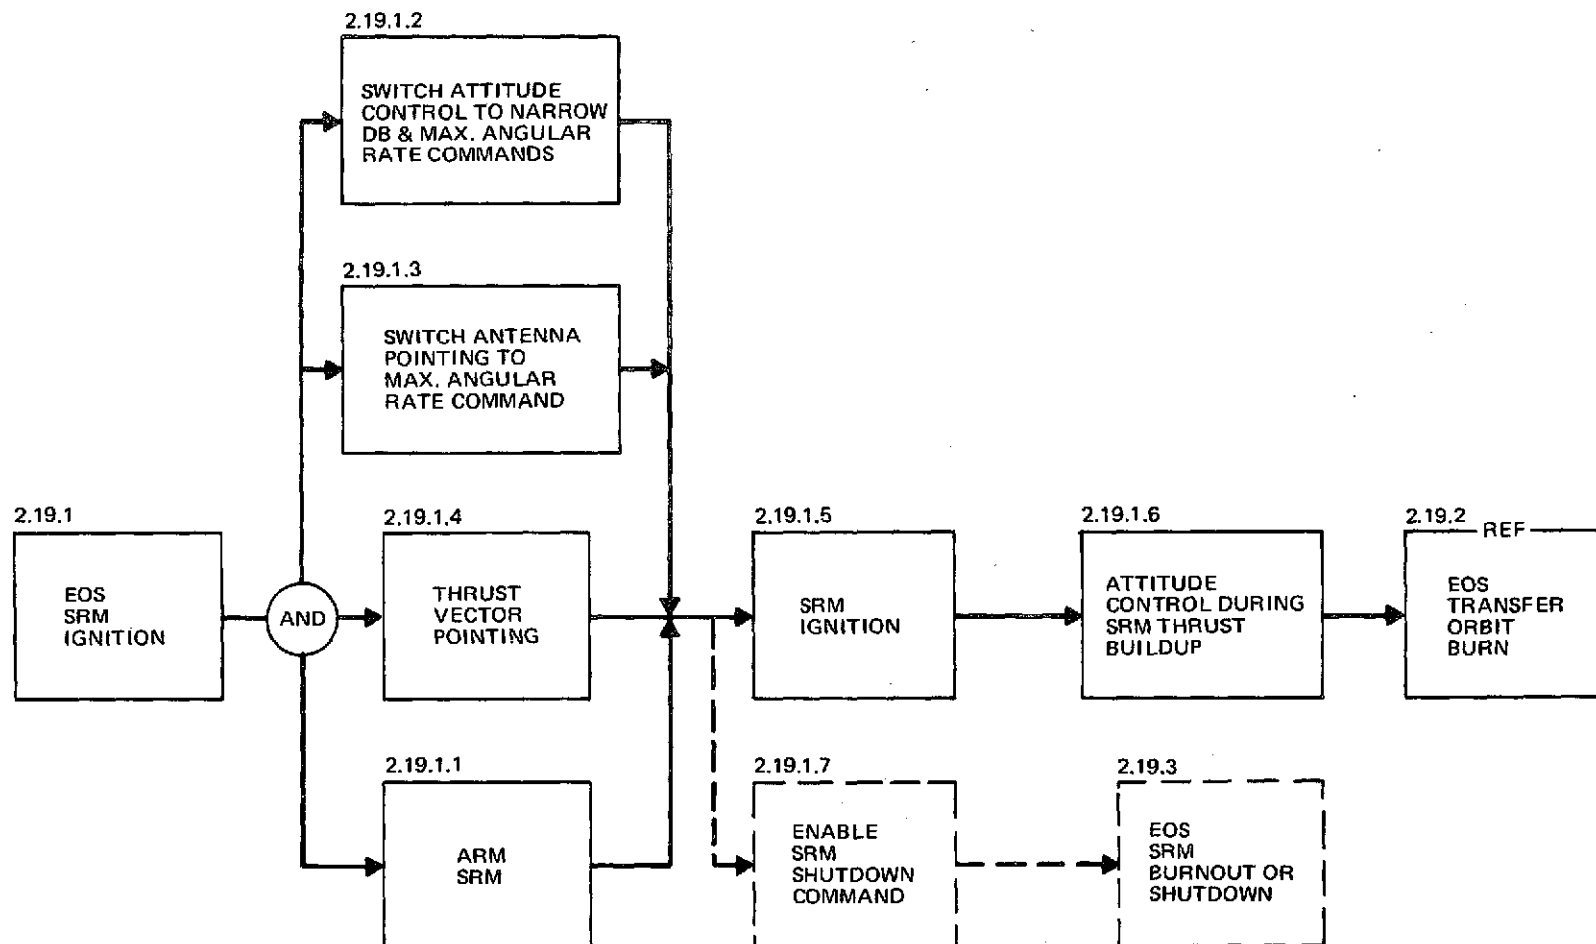 2.19.1.2
SWITCH ATTITUDE
CONTROL TO NARROW
DB & MAX. ANGULAR
RATE COMMANDS
2.19.1.3
SWITCH ANTENNA
POINTING TO
MAX. ANGULAR
RATE COMMAND
2.19.1
EOS
SRM
IGNITION
AND
2.19.1.4
THRUST
VECTOR
POINTING
2.19.1.5
SRM
IGNITION
2.19.1.6
ATTITUDE
CONTROL DURING
SRM THRUST
BUILDUP
2.19.2
REF
EOS
TRANSFER
ORBIT
BURN
2.19.1.1
ARM
SRM
2.19.1.7
ENABLE
SRM
SHUTDOWN
COMMAND
2.19.3
EOS
SRM
BURNOUT OR
SHUTDOWN